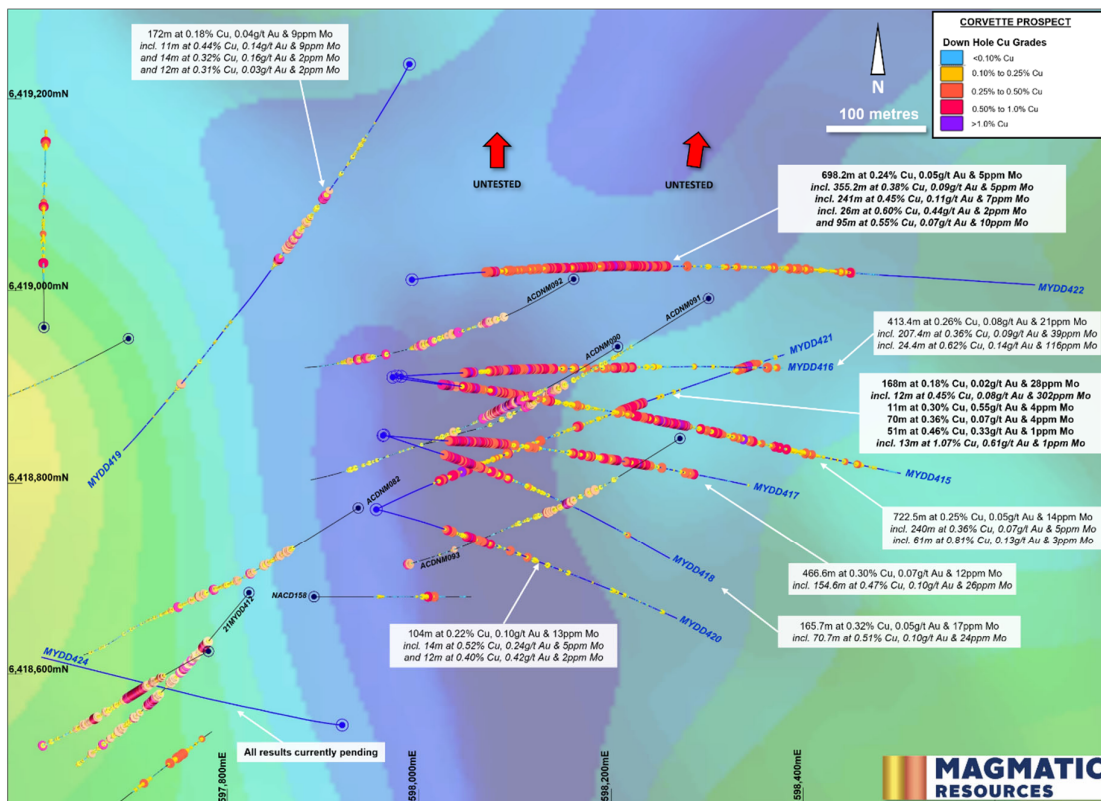 172m at 0.18% Cu, 0.04g/t Au & 9ppm Mo
incl. 11m at 0.44% Cu, 0.14g/t Au & 9ppm Mo
and 14m at 0.32% Cu, 0.16g/t Au & 2ppm Mo
and 12m at 0.31% Cu, 0.03g/t Au & 2ppm Mo
CORVETTE PROSPECT
Down Hole Cu Grades
<0.10% Cu
0.10% to 0.25% Cu
0.25% to 0.50% Cu
0.50% to 1.0% Cu
>1.0% Cu
N
100 metres
6,419,200mN
UNTESTED
UNTESTED
698.2m at 0.24% Cu, 0.05g/t Au & 5ppm Mo
incl. 355.2m at 0.38% Cu, 0.09g/t Au & 5ppm Mo
incl. 241m at 0.45% Cu, 0.11g/t Au & 7ppm Mo
incl. 26m at 0.60% Cu, 0.44g/t Au & 2ppm Mo
and 95m at 0.55% Cu, 0.07g/t Au & 10ppm Mo
6,419,000mN
ACDNM092
MYDD422
ACDNM091
ACDNM090
413.4m at 0.26% Cu, 0.08g/t Au & 21ppm Mo
incl. 207.4m at 0.36% Cu, 0.09g/t Au & 39ppm Mo
incl. 24.4m at 0.62% Cu, 0.14g/t Au & 116ppm Mo
MYDD421
MYDD416
168m at 0.18% Cu, 0.02g/t Au & 28ppm Mo
incl. 12m at 0.45% Cu, 0.08g/t Au & 302ppm Mo
11m at 0.30% Cu, 0.55g/t Au & 4ppm Mo
70m at 0.36% Cu, 0.07g/t Au & 4ppm Mo
51m at 0.46% Cu, 0.33g/t Au & 1ppm Mo
incl. 13m at 1.07% Cu, 0.61g/t Au & 1ppm Mo
MYDD419
6,418,800mN
ACDNM082
MYDD415
MYDD417
722.5m at 0.25% Cu, 0.05g/t Au & 14ppm Mo
incl. 240m at 0.36% Cu, 0.07g/t Au & 5ppm Mo
incl. 61m at 0.81% Cu, 0.13g/t Au & 3ppm Mo
ACDNM093
MYDD418
466.6m at 0.30% Cu, 0.07g/t Au & 12ppm Mo
incl. 154.6m at 0.47% Cu, 0.10g/t Au & 26ppm Mo
NACD158
21MYDD412
MYDD420
104m at 0.22% Cu, 0.10g/t Au & 13ppm Mo
incl. 14m at 0.52% Cu, 0.24g/t Au & 5ppm Mo
and 12m at 0.40% Cu, 0.42g/t Au & 2ppm Mo
165.7m at 0.32% Cu, 0.05g/t Au & 17ppm Mo
incl. 70.7m at 0.51% Cu, 0.10g/t Au & 24ppm Mo
MYDD424
6,418,600mN
All results currently pending
597,800mE
598,000mE
598,200mE
598,400mE
MAGMATIC
RESOURCES